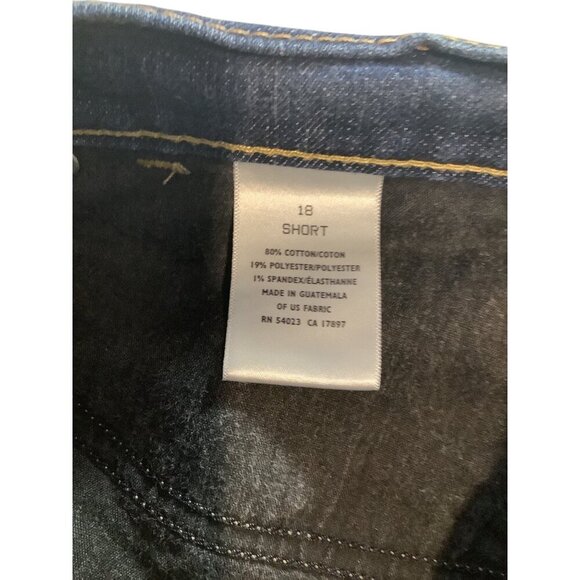 18
SHORT
80% COTTON/COTON
19% POLYESTER/POLYESTER
1% SPANDEX/ÉLASTHANNE
MADE IN GUATEMALA
OF US FABRIC
RN 54023 CA 17897